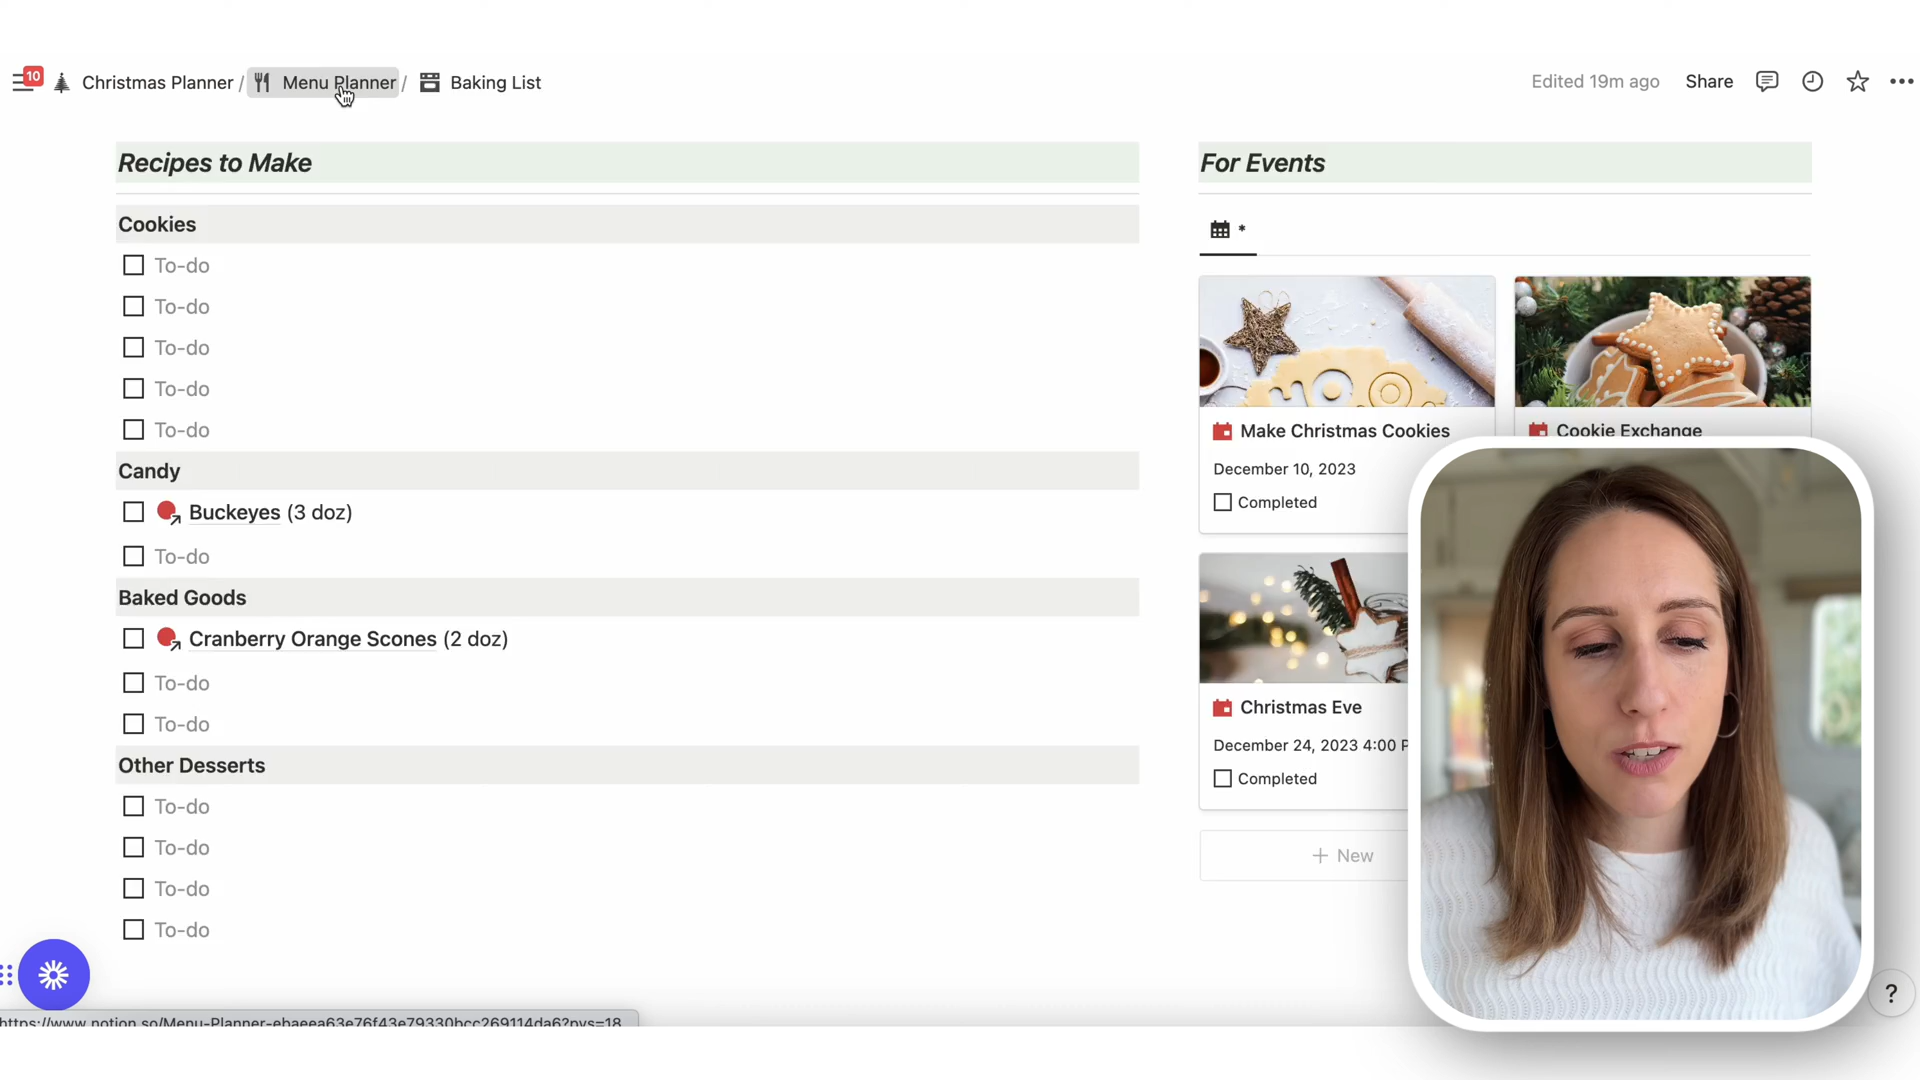 10
Christmas Planner / Menu Planner / Baking List
Edited 19m ago Share
Recipes to Make
Cookies
To-do
To-do
To-do
To-do
To-do
Candy
Buckeyes (3 doz)
To-do
Baked Goods
Cranberry Orange Scones (2 doz)
To-do
To-do
Other Desserts
To-do
To-do
To-do
To-do
For Events
*
Make Christmas Cookies
December 10, 2023
Completed
Cookie Exchange
Christmas Eve
December 24, 2023 4:00 P
Completed
+ New
?